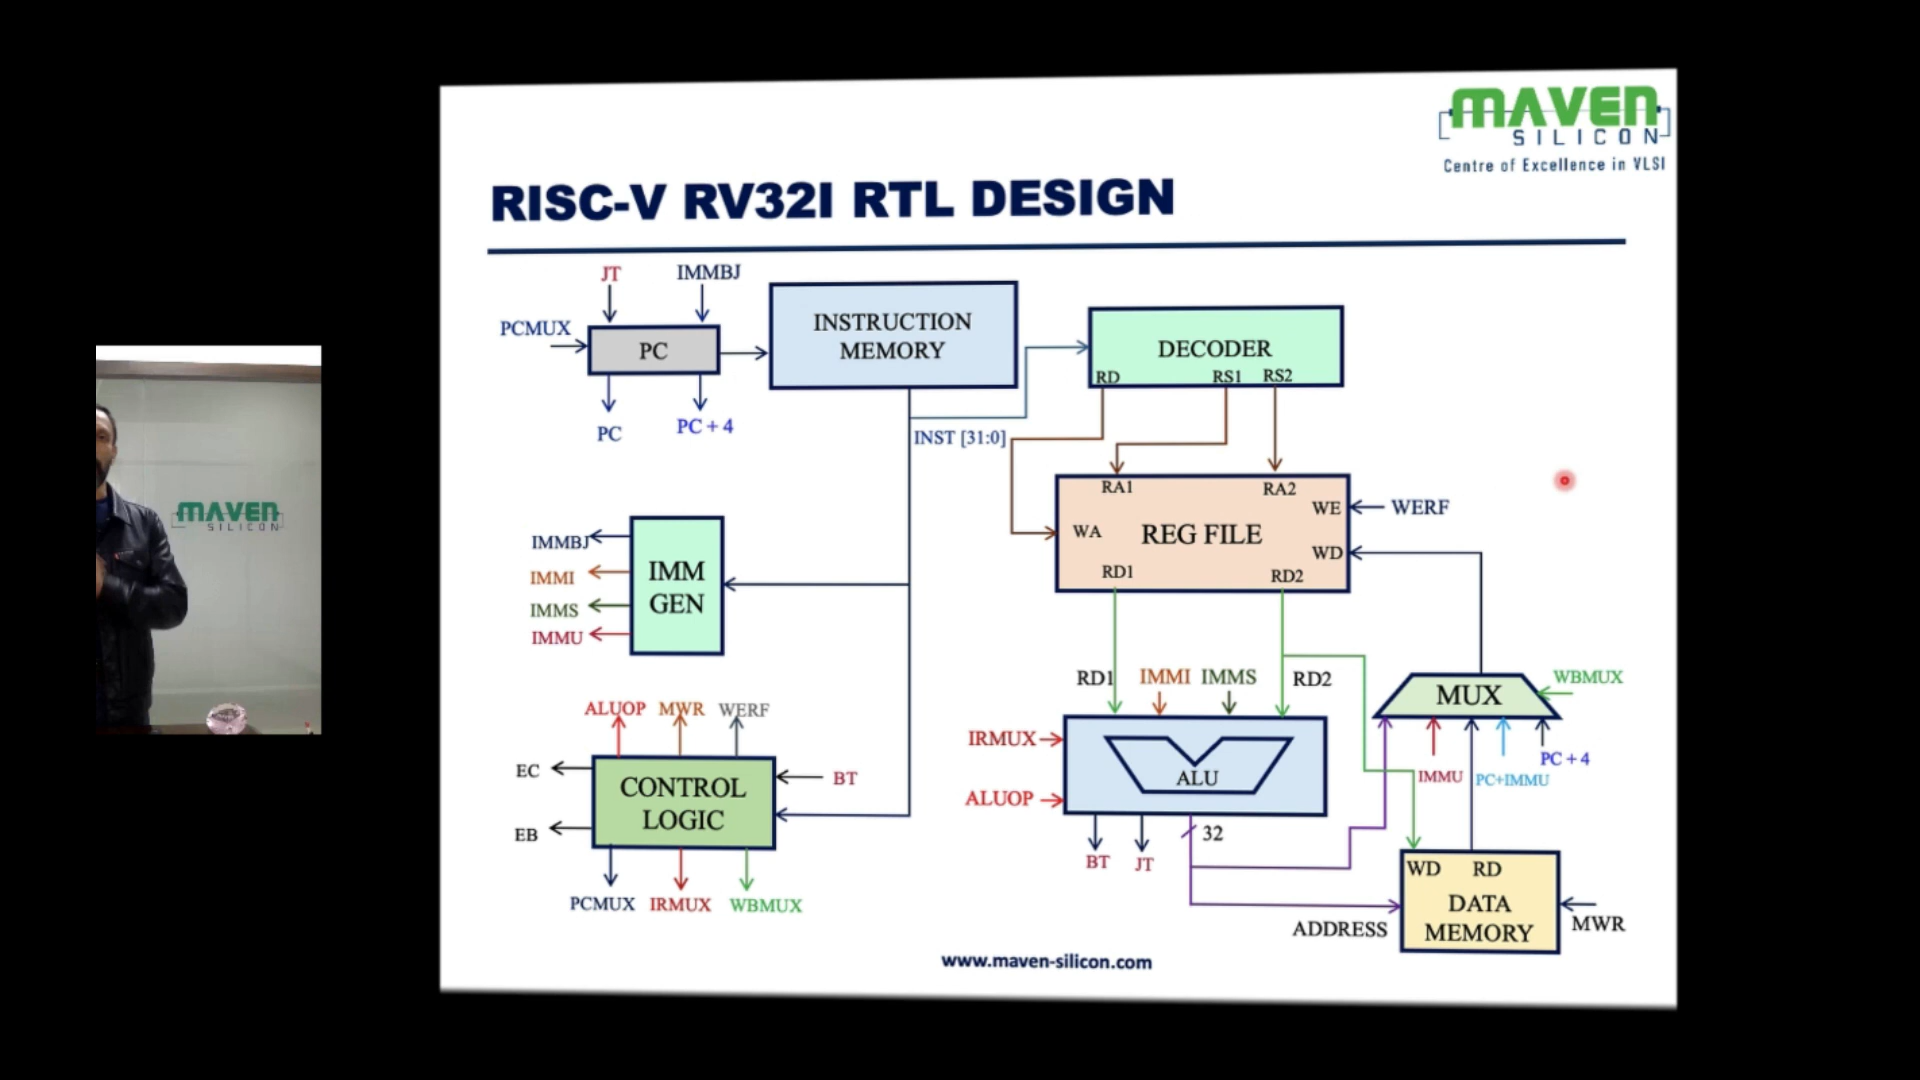 MAVEN
SILICON
Centre of Excellence in VLSI
RISC-V RV32I RTL DESIGN
JT
IMMBJ
PCMUX
PC
PC
PC + 4
INSTRUCTION
MEMORY
INST [31:0]
DECODER
RD
RS1
RS2
RA1
RA2
WE
WERF
WA
REG FILE
WD
RD1
RD2
IMMBJ
IMMI
IMMS
IMMU
IMM
GEN
MAVEN
SILICON
RD1
IMMI
IMMS
RD2
WBMUX
MUX
IMMU
PC+IMMU
PC + 4
ALUOP
MWR
WERF
EC
EB
CONTROL
LOGIC
BT
PCMUX
IRMUX
WBMUX
IRMUX
ALUOP
ALU
BT
JT
32
WD
RD
DATA
MEMORY
ADDRESS
MWR
www.maven-silicon.com